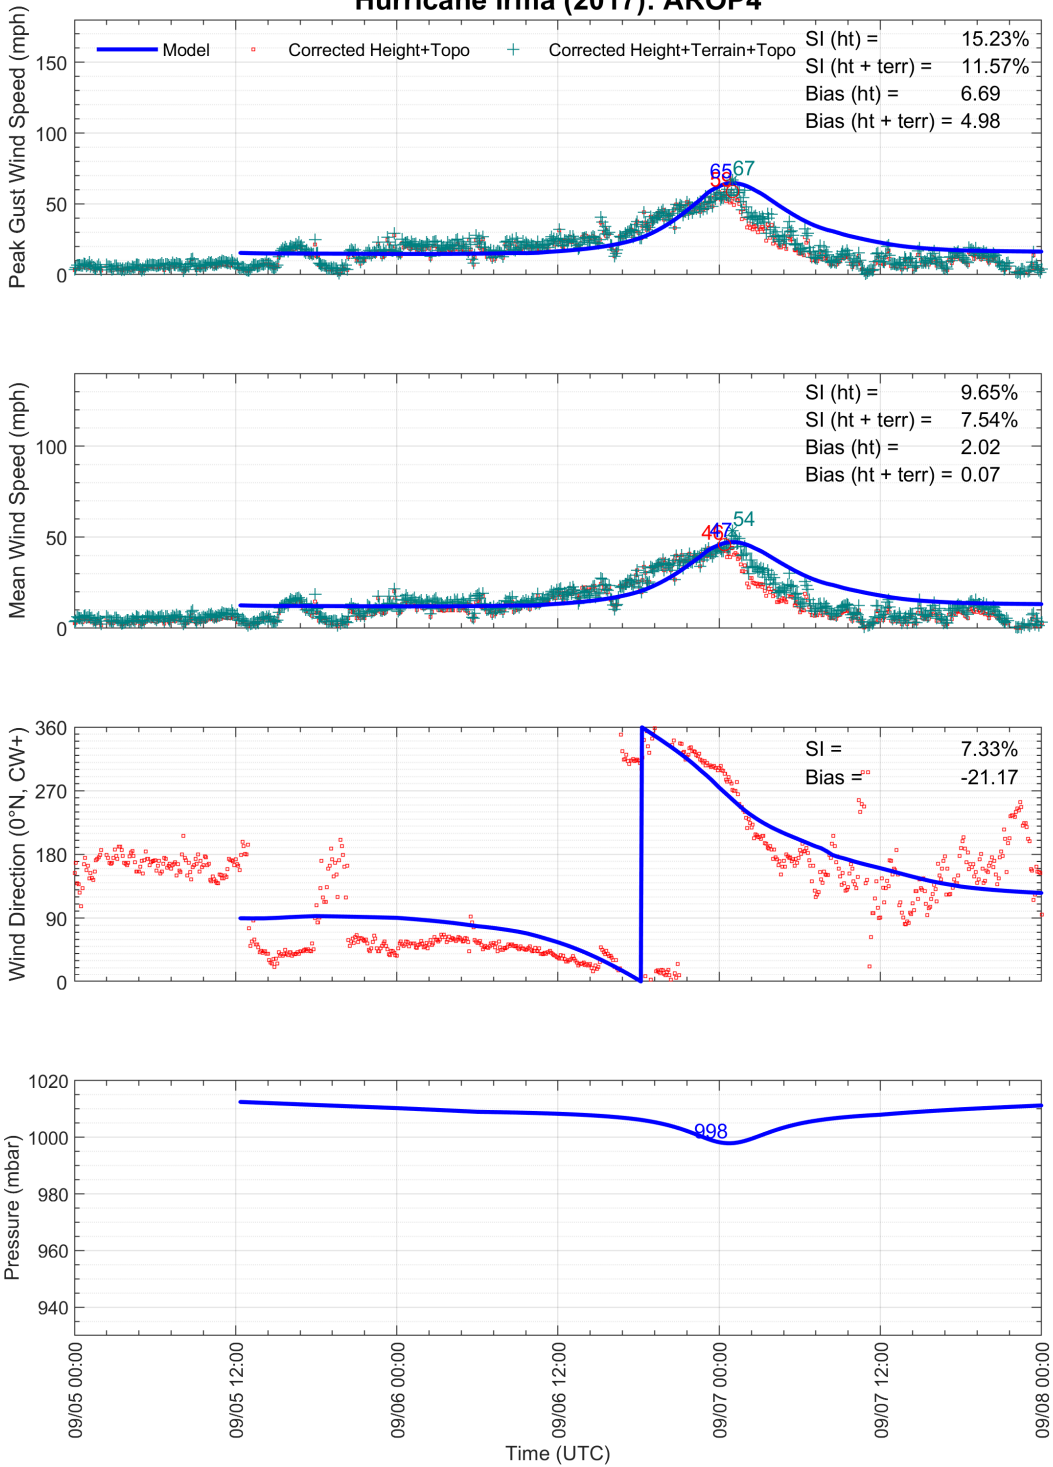 Hurricane Irma (2017): AROP4
Peak Gust Wind Speed (mph)
Model
Corrected Height+Topo
Corrected Height+Terrain+Topo
SI (ht) = 15.23%
SI (ht + terr) = 11.57%
Bias (ht) = 6.69
Bias (ht + terr) = 4.98
150
100
50
0
65
67
Mean Wind Speed (mph)
SI (ht) = 9.65%
SI (ht + terr) = 7.54%
Bias (ht) = 2.02
Bias (ht + terr) = 0.07
100
50
0
46
47
54
Wind Direction (0°N, CW+)
SI = 7.33%
Bias = -21.17
360
270
180
90
0
Pressure (mbar)
1020
1000
980
960
940
998
09/05 00:00
09/05 12:00
09/06 00:00
09/06 12:00
09/07 00:00
09/07 12:00
09/08 00:00
Time (UTC)